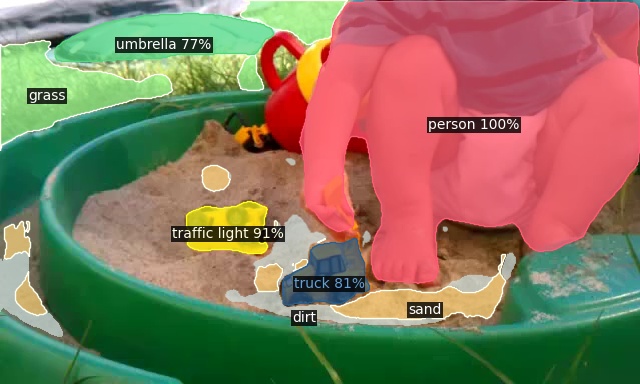 umbrella 77%
grass
person 100%
traffic light 91%
truck 81%
sand
dirt